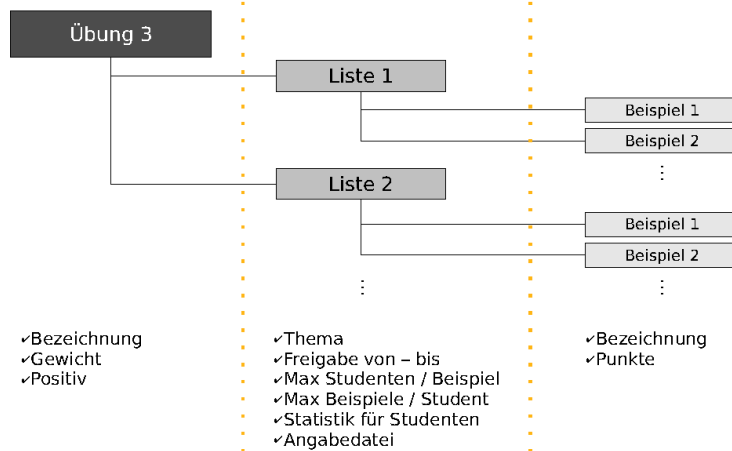 Übung 3
Liste 1
Beispiel 1
Beispiel 2
⋮
Liste 2
Beispiel 1
Beispiel 2
⋮
⋮
✓Bezeichnung
✓Gewicht
✓Positiv
✓Thema
✓Freigabe von – bis
✓Max Studenten / Beispiel
✓Max Beispiele / Student
✓Statistik für Studenten
✓Angabedatei
✓Bezeichnung
✓Punkte